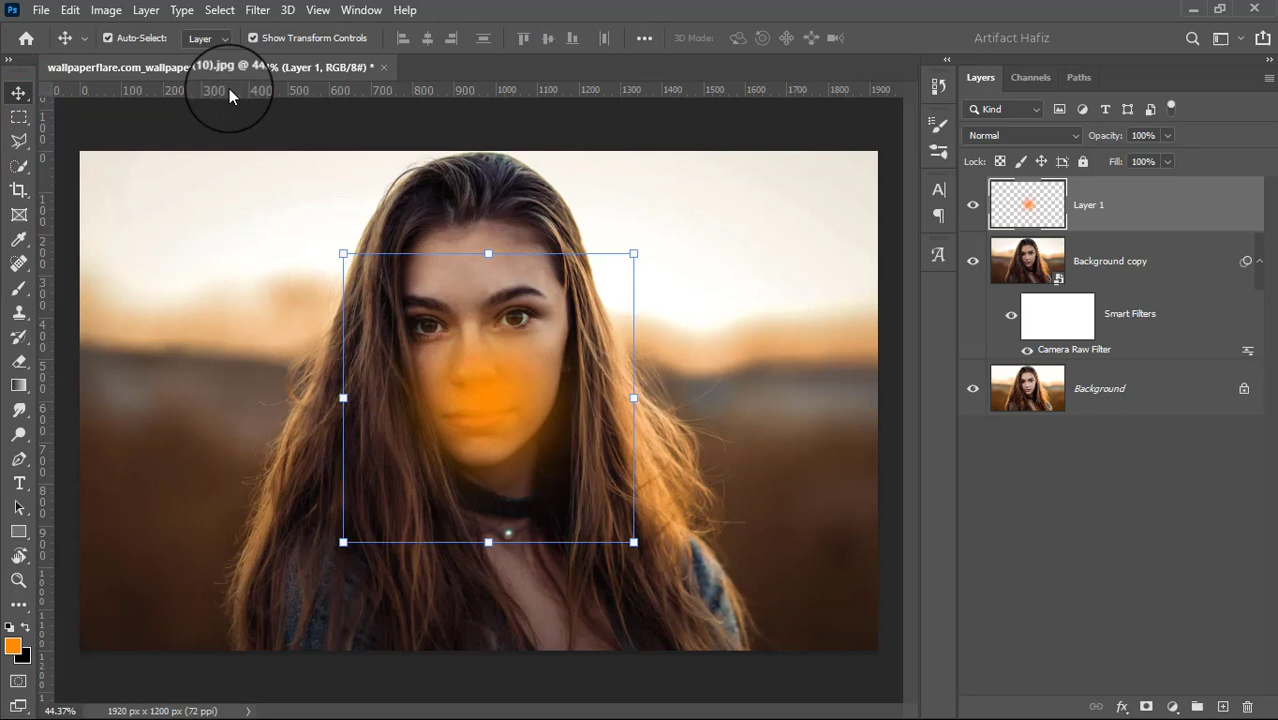 Ps File Edit Image Layer Type Select Filter 3D View Window Help
Auto-Select: Layer Show Transform Controls 3D Mode: Artifact Hafiz
wallpaperflare.com_wallpape (10).jpg @ 44 % (Layer 1, RGB/8#) *
0 100 200 300 400 500 600 700 800 900 1000 1100 1200 1300 1400 1500 1600 1700 1800 1900
Layers Channels Paths
Kind
Normal Opacity: 100%
Lock: Fill: 100%
Layer 1
Background copy
Smart Filters
Camera Raw Filter
Background
44.37% 1920 px x 1200 px (72 ppi)